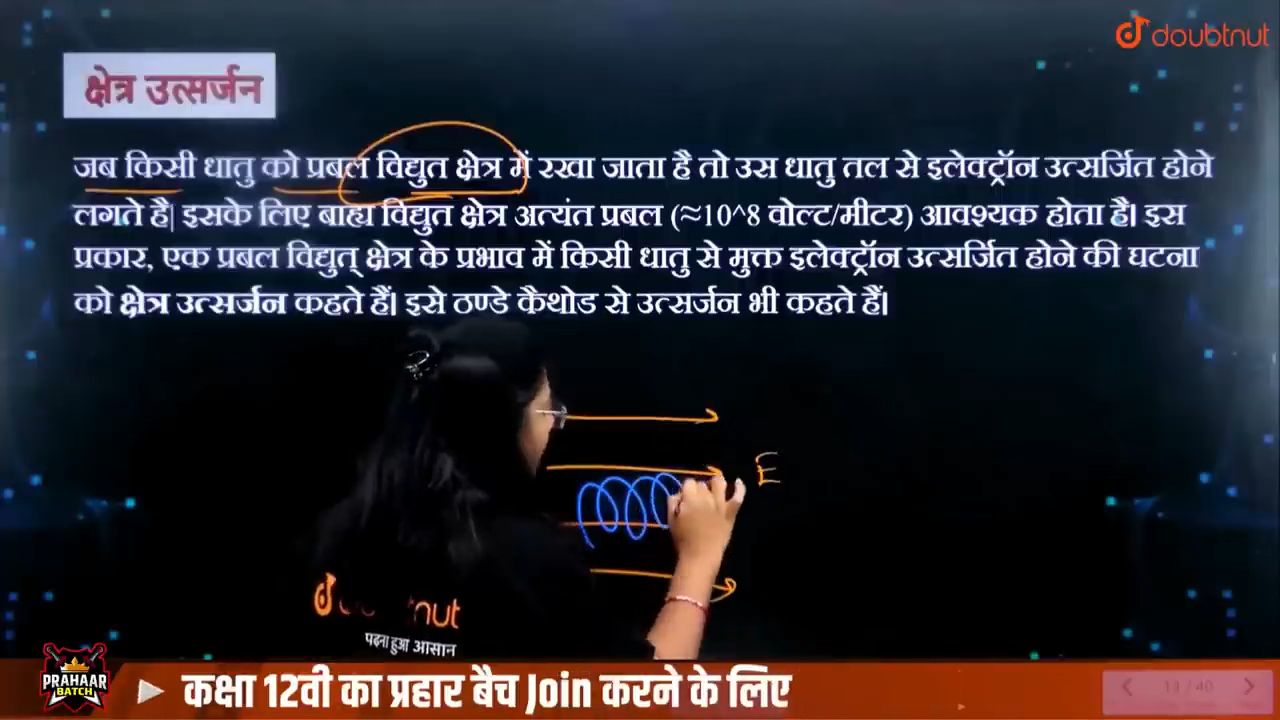 doubtnut
क्षेत्र उत्सर्जन
जब किसी धातु को प्रबल विद्युत क्षेत्र में रखा जाता है तो उस धातु तल से इलेक्ट्रॉन उत्सर्जित होने
लगते है| इसके लिए बाह्य विद्युत क्षेत्र अत्यंत प्रबल (≈10^8 वोल्ट/मीटर) आवश्यक होता है। इस
प्रकार, एक प्रबल विद्युत् क्षेत्र के प्रभाव में किसी धातु से मुक्त इलेक्ट्रॉन उत्सर्जित होने की घटना
को क्षेत्र उत्सर्जन कहते हैं। इसे ठण्डे कैथोड से उत्सर्जन भी कहते हैं।
E
पढ़ना हुआ आसान
PRAHAAR
BATCH
कक्षा 12वी का प्रहार बैच Join करने के लिए
13 / 40